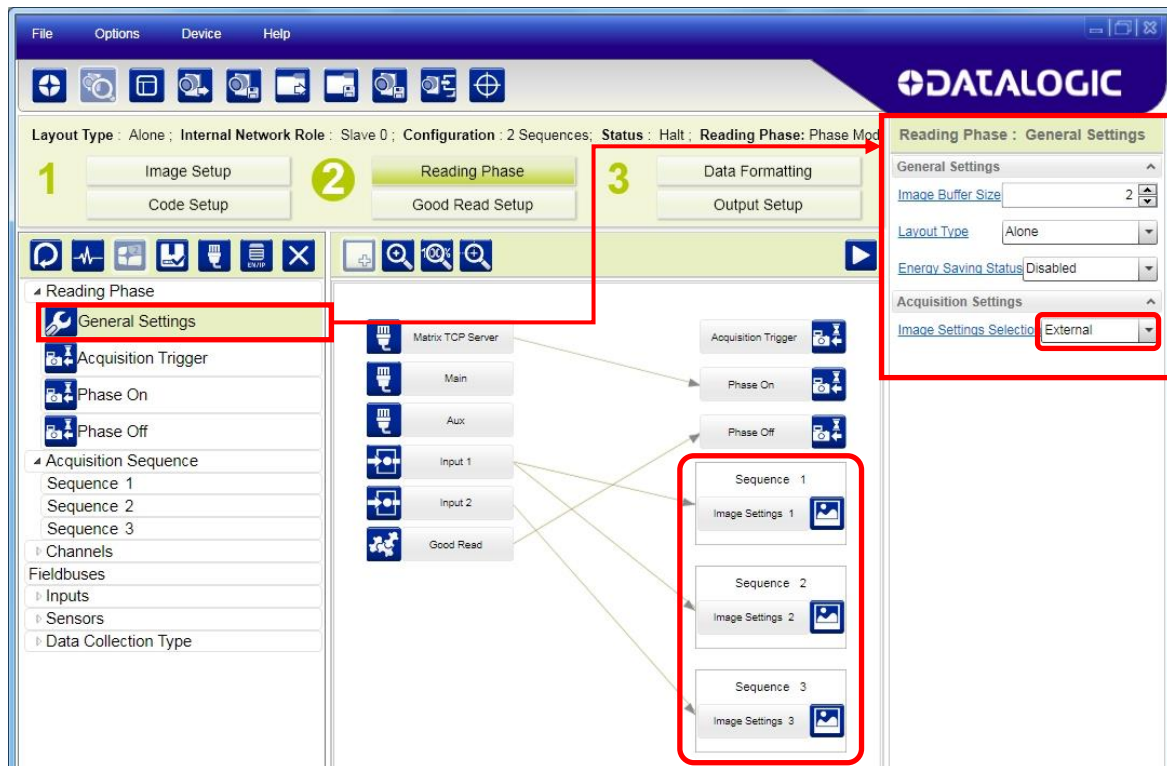 File Options Device Help
DATALOGIC
Layout Type : Alone ; Internal Network Role : Slave 0 ; Configuration : 2 Sequences; Status : Halt ; Reading Phase: Phase Mod
1
Image Setup
Code Setup
2
Reading Phase
Good Read Setup
3
Data Formatting
Output Setup
EN/IP
Reading Phase
General Settings
Acquisition Trigger
Phase On
Phase Off
Acquisition Sequence
Sequence 1
Sequence 2
Sequence 3
Channels
Fieldbuses
Inputs
Sensors
Data Collection Type
100%
Matrix TCP Server
Main
Aux
Input 1
Input 2
Good Read
Acquisition Trigger
Phase On
Phase Off
Sequence 1
Image Settings 1
Sequence 2
Image Settings 2
Sequence 3
Image Settings 3
Reading Phase : General Settings
General Settings
Image Buffer Size 2
Layout Type Alone
Energy Saving Status Disabled
Acquisition Settings
Image Settings Selection External